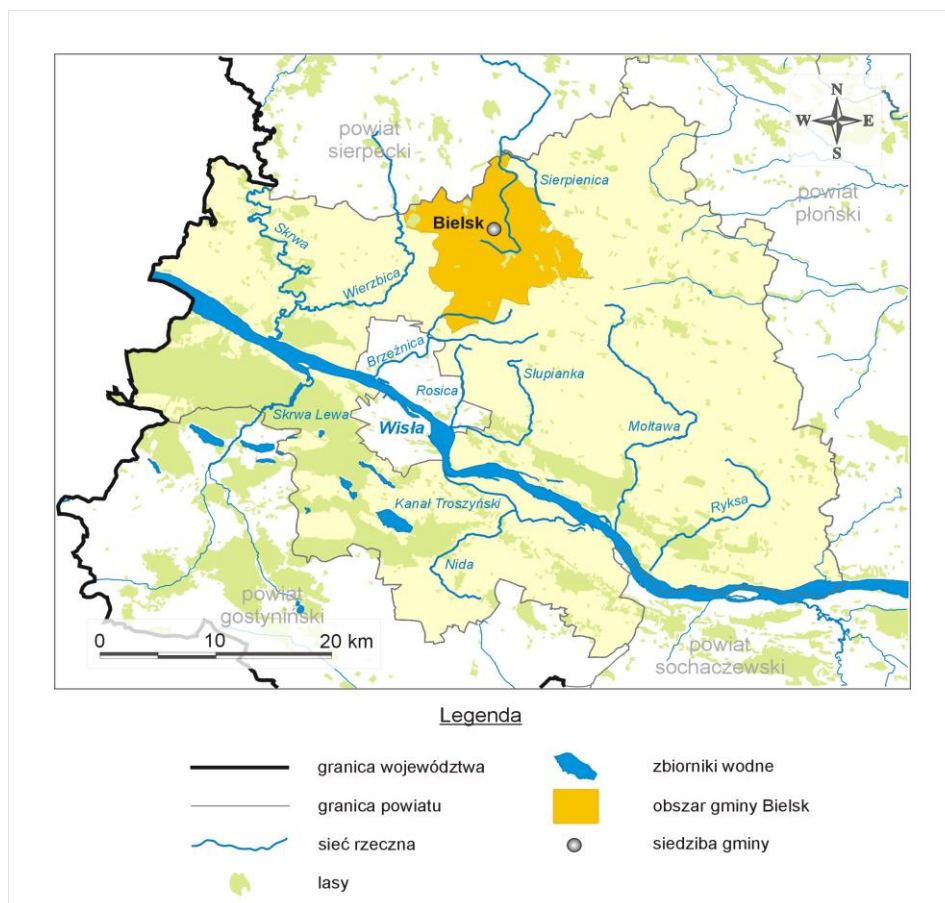 N
W E
S
powiat
sierpecki
Sierpienica
powiat
płoński
Bielsk
Skrwa
Wierzbica
Brzeźnica
Rosica
Słupianka
Skrwa Lewa
Wisła
Mołtawa
Kanał Troszyński
Ryksa
Nida
powiat
gostyniński
0 10 20 km
powiat
sochaczewski
Legenda
granica województwa
zbiorniki wodne
granica powiatu
obszar gminy Bielsk
sieć rzeczna
siedziba gminy
lasy